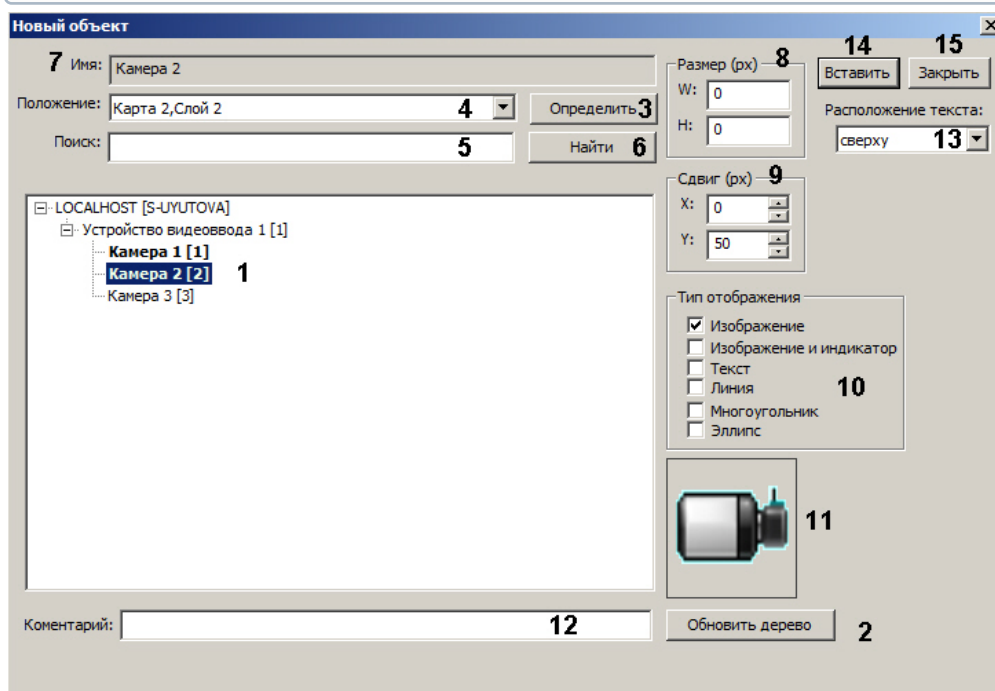 Новый объект
7 Имя: Камера 2
Положение: Карта 2,Слой 2 4 Определить 3
Поиск: 5 Найти 6
LOCALHOST [S-UYUTOVA]
Устройство видеоввода 1 [1]
Камера 1 [1]
Камера 2 [2] 1
Камера 3 [3]
Размер (px) 8
W: 0
H: 0
14 15
Вставить Закрыть
Расположение текста:
сверху 13
Сдвиг (px) 9
X: 0
Y: 50
Тип отображения
Изображение
Изображение и индикатор
Текст
Линия 10
Многоугольник
Эллипс
11
Коментарий: 12 Обновить дерево 2